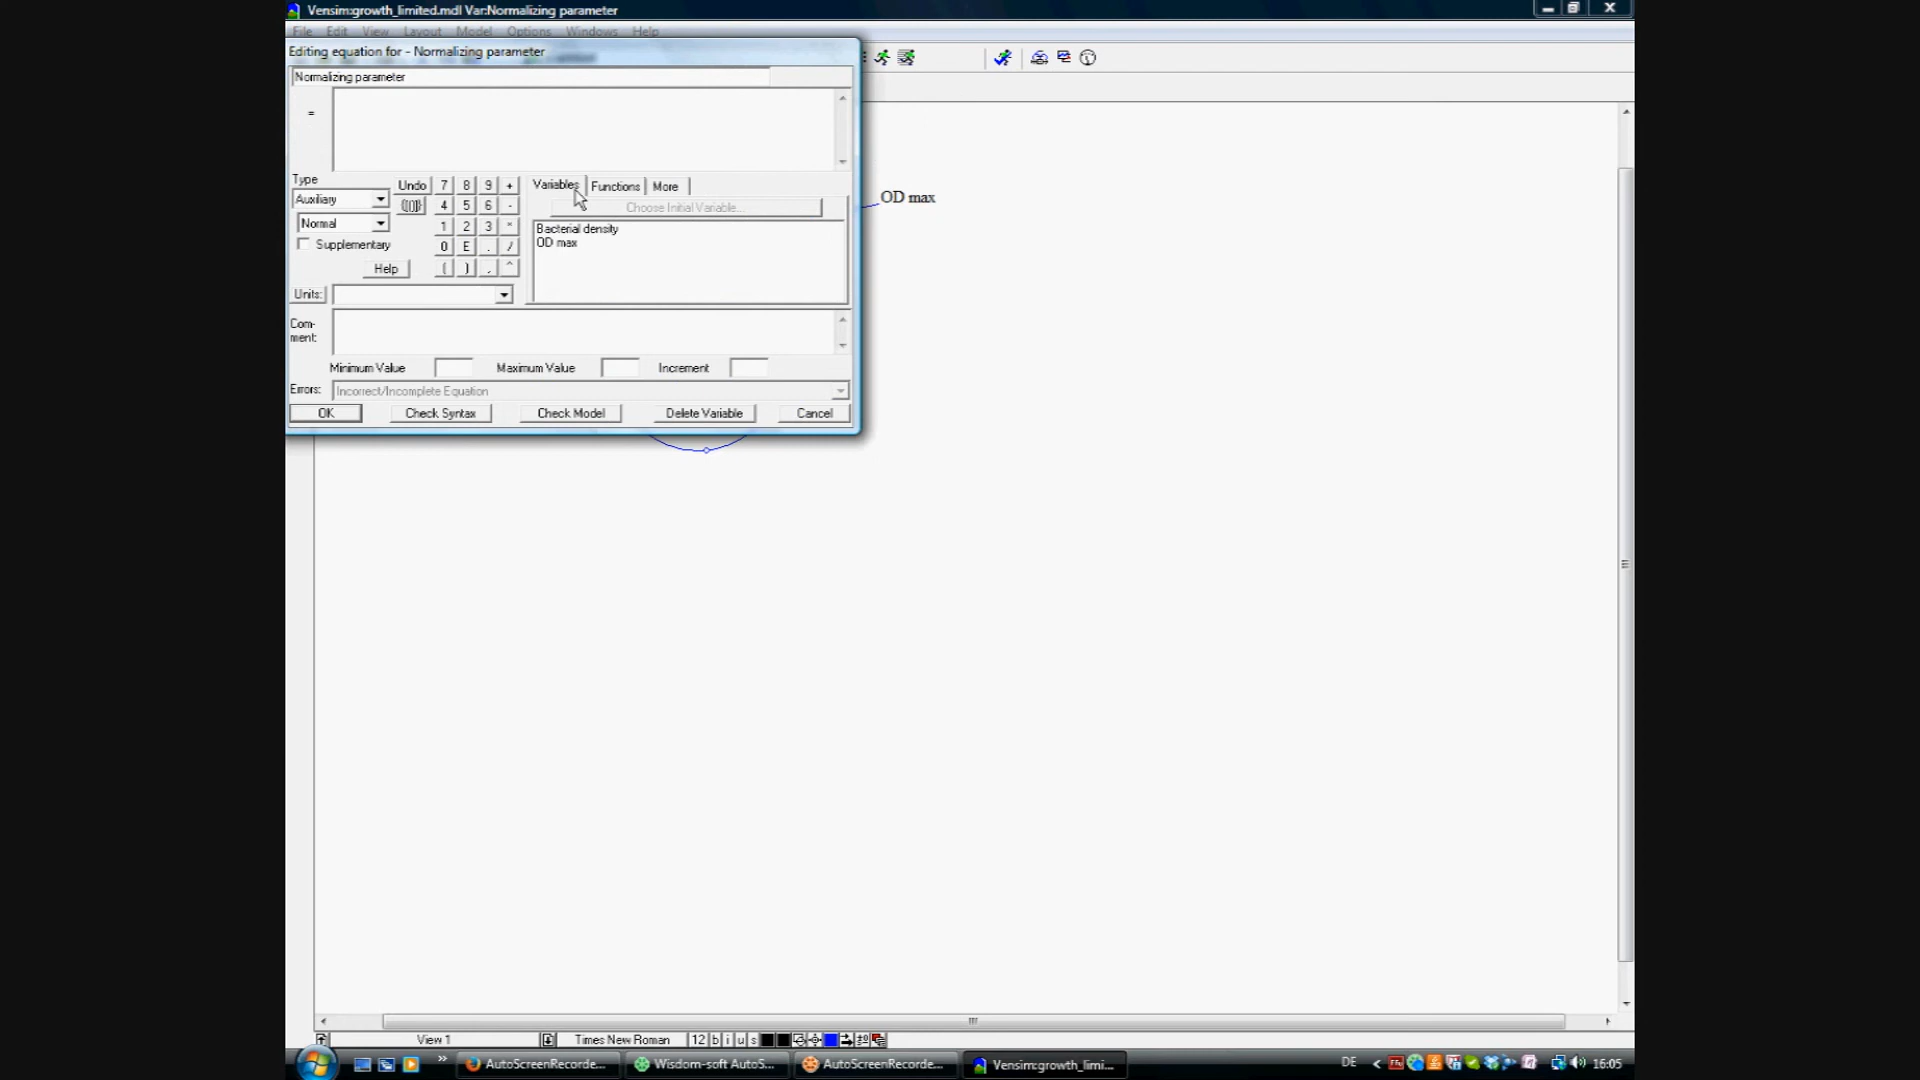 Vensim:growth_limited.mdl Var:Normalizing parameter
File Edit View Layout Model Options Windows Help
Editing equation for - Normalizing parameter
Normalizing parameter
=
Type
Auxiliary
Normal
Supplementary
Help
Undo 7 8 9 +
{[()]} 4 5 6 -
1 2 3 *
0 E . /
( ) , ^
Variables Functions More
Choose Initial Variable...
Bacterial density
OD max
OD max
Units:
Com-
ment:
Minimum Value Maximum Value Increment
Errors: Incorrect/Incomplete Equation
OK Check Syntax Check Model Delete Variable Cancel
View 1 Times New Roman 12 b i u s
AutoScreenRecorde... Wisdom-soft AutoS... AutoScreenRecorde... Vensim:growth_limi... DE 16:05